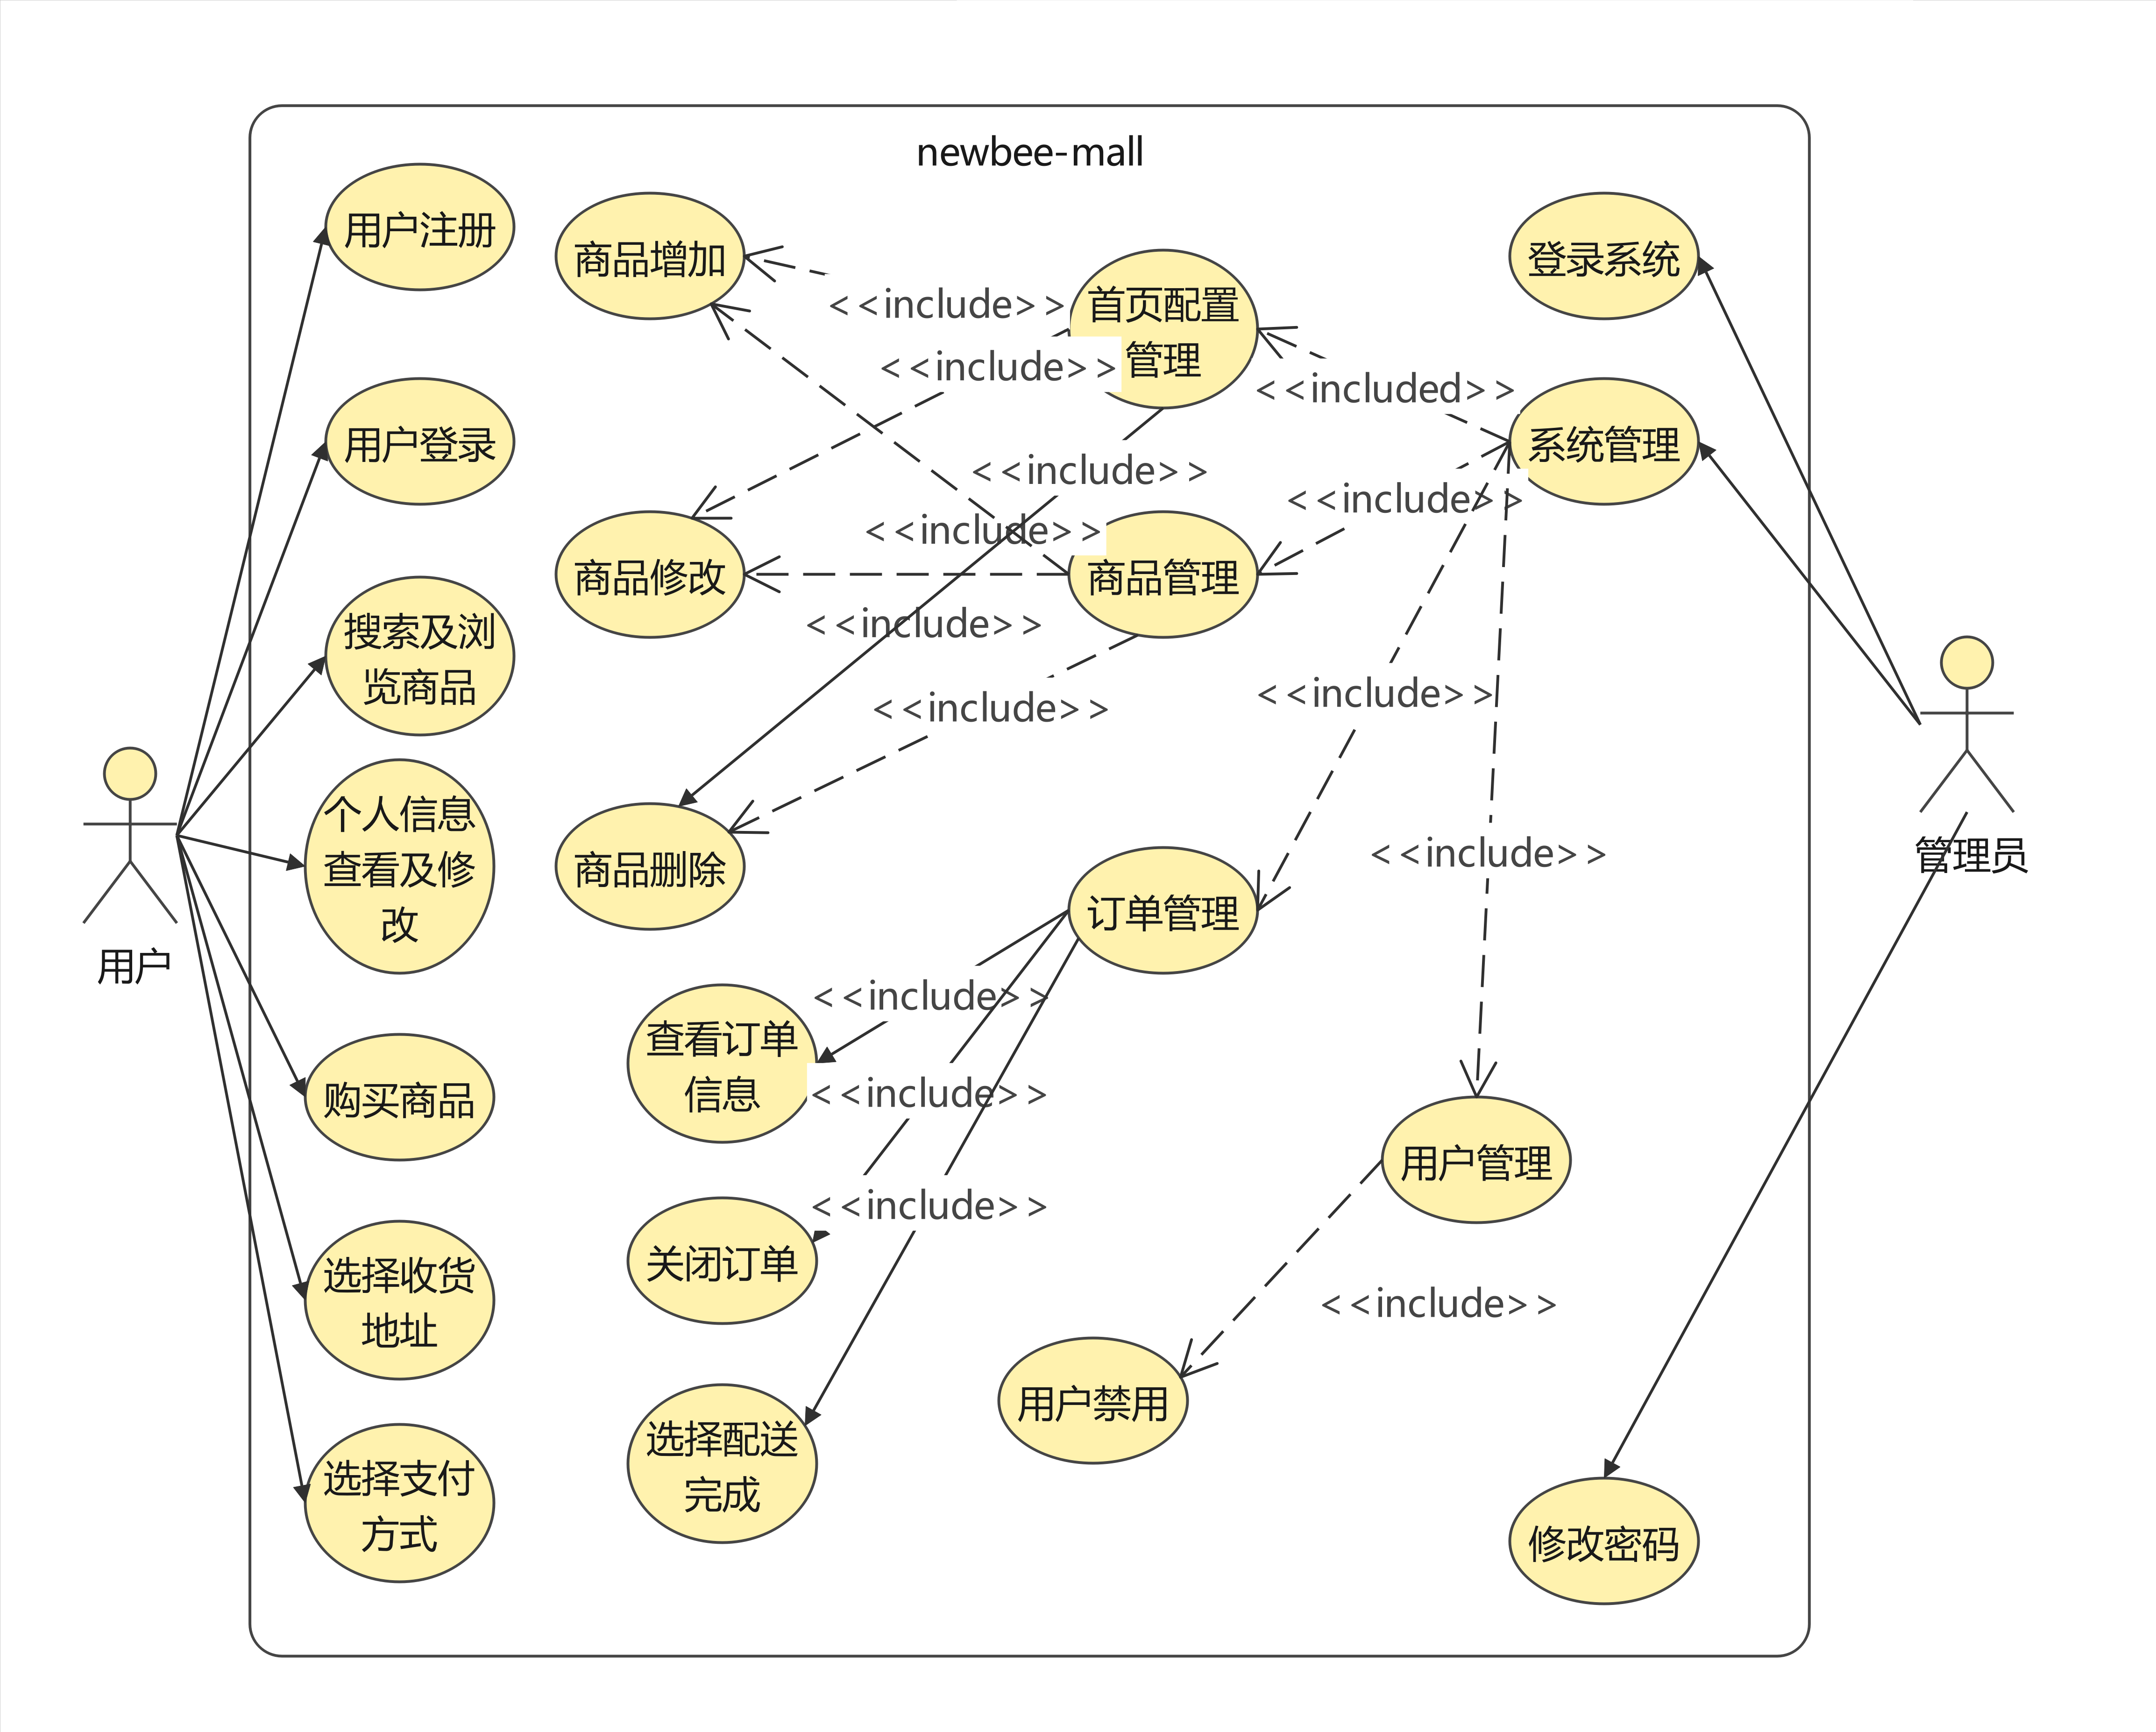 newbee-mall
用户注册
商品增加
登录系统
<<include>>
首页配置
管理
<<include>>
<<included>>
用户登录
系统管理
<<include>>
<<include>>
<<include>>
商品修改
商品管理
搜索及浏
览商品
<<include>>
<<include>>
<<include>>
个人信息
查看及修
改
商品删除
<<include>>
管理员
订单管理
用户
<<include>>
查看订单
信息
<<include>>
购买商品
用户管理
<<include>>
选择收货
地址
关闭订单
<<include>>
用户禁用
选择配送
完成
选择支付
方式
修改密码